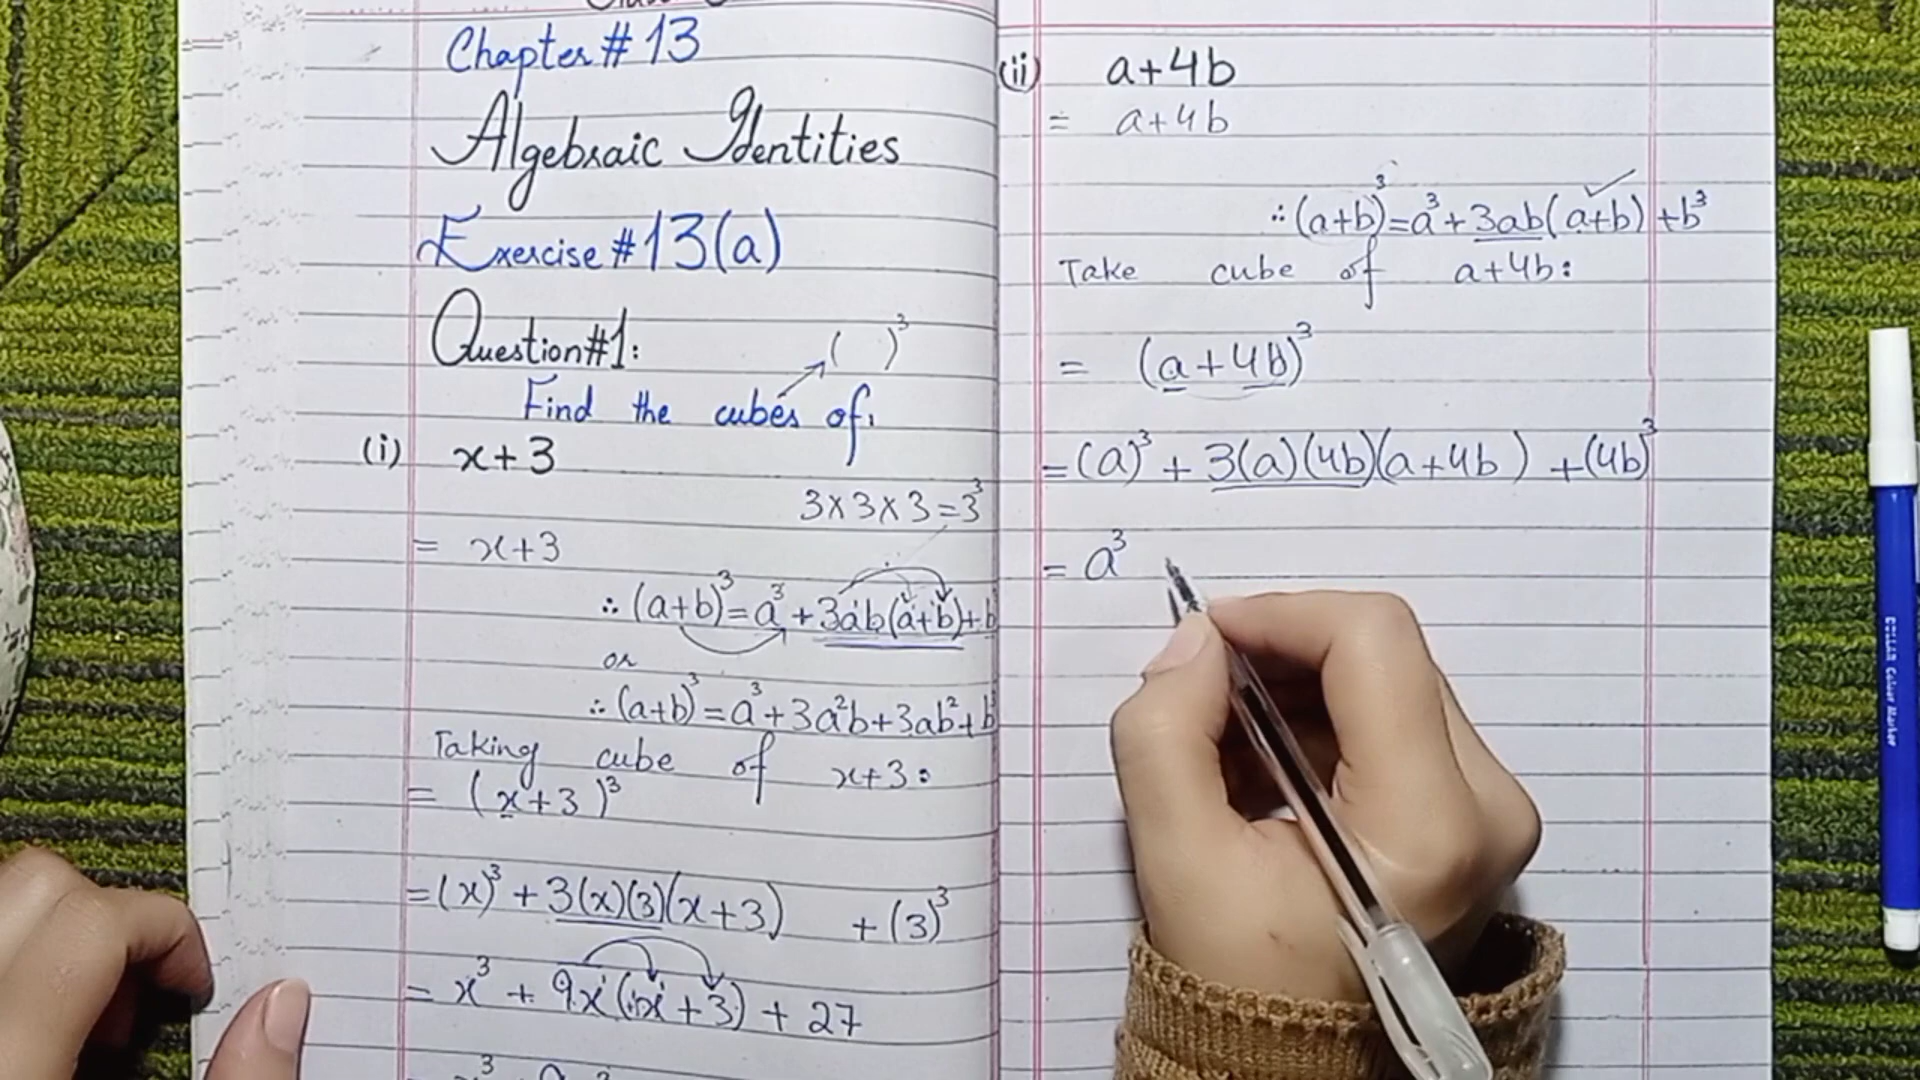 Chapter # 13
Algebraic Identities
Exercise # 13(a)
Question #1:
( )³
Find the cubes of:
(i) x+3
3×3×3=3³
= x+3
∴ (a+b)³=a³+3ab(a+b)+b
or
∴ (a+b)³=a³+3a²b+3ab²+b
Taking cube of x+3:
= (x+3)³
=(x)³+3(x)(3)(x+3) +(3)³
= x³+9x(x+3)+27
(ii) a+4b
= a+4b
∴ (a+b)³=a³+3ab(a+b)+b³
Take cube of a+4b:
= (a+4b)³
=(a)³+3(a)(4b)(a+4b)+(4b)³
= a³